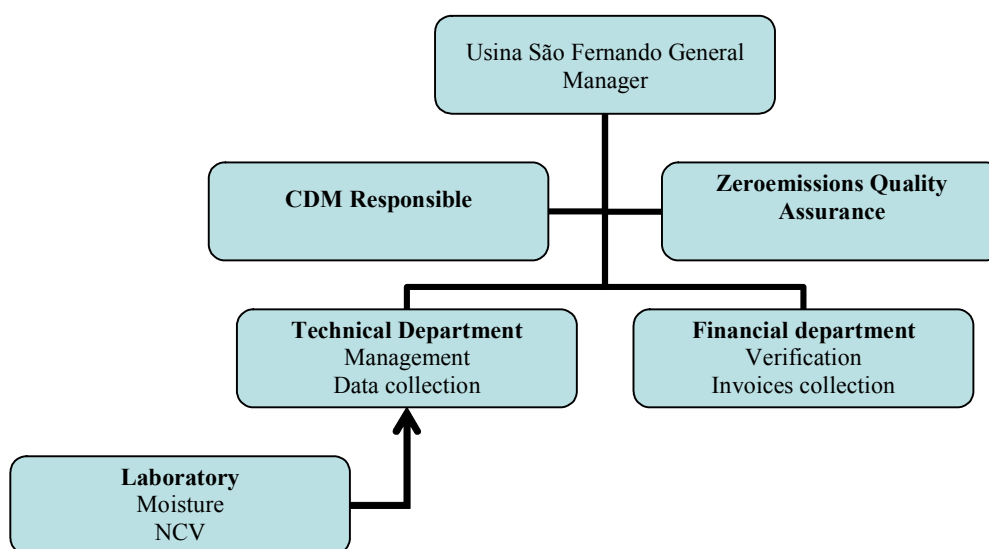 Usina São Fernando General
Manager
CDM Responsible
Zeroemissions Quality
Assurance
Technical Department
Management
Data collection
Financial department
Verification
Invoices collection
Laboratory
Moisture
NCV